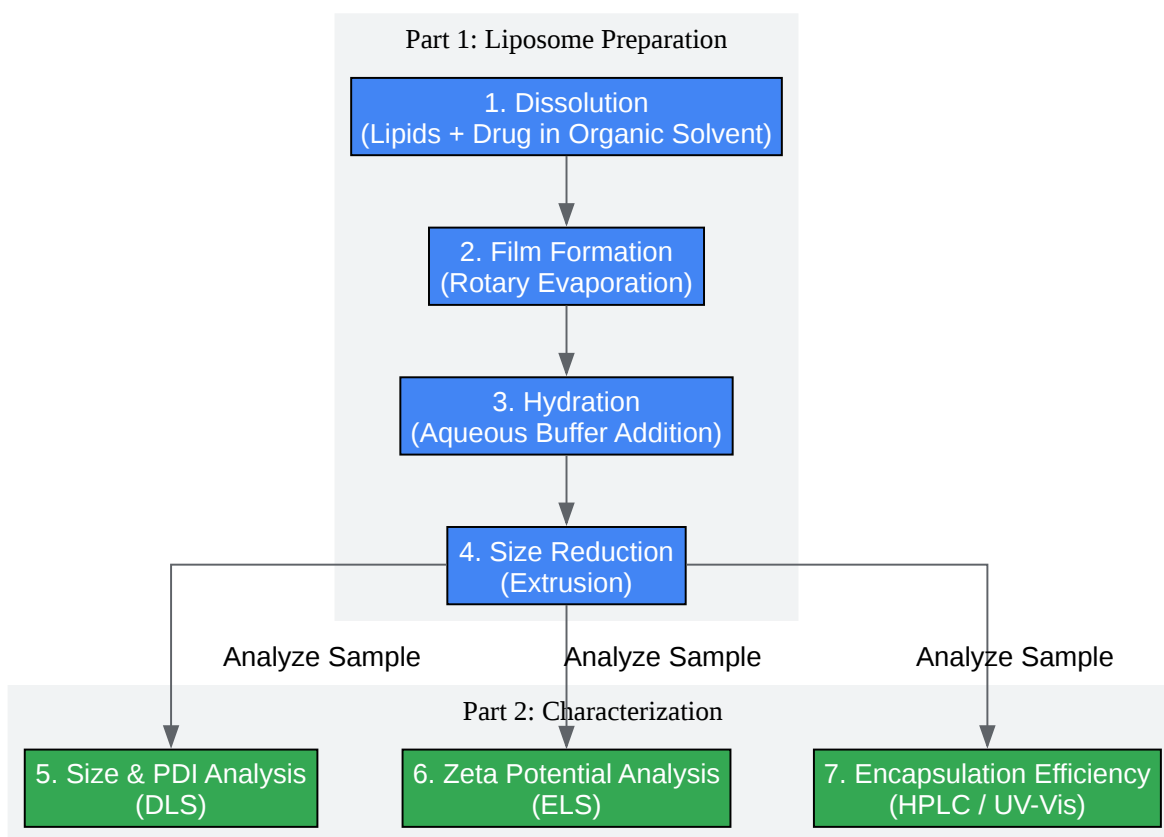 Part 1: Liposome Preparation
1. Dissolution
(Lipids + Drug in Organic Solvent)
2. Film Formation
(Rotary Evaporation)
3. Hydration
(Aqueous Buffer Addition)
4. Size Reduction
(Extrusion)
Analyze Sample
Analyze Sample
Analyze Sample
Part 2: Characterization
5. Size & PDI Analysis
(DLS)
6. Zeta Potential Analysis
(ELS)
7. Encapsulation Efficiency
(HPLC / UV-Vis)